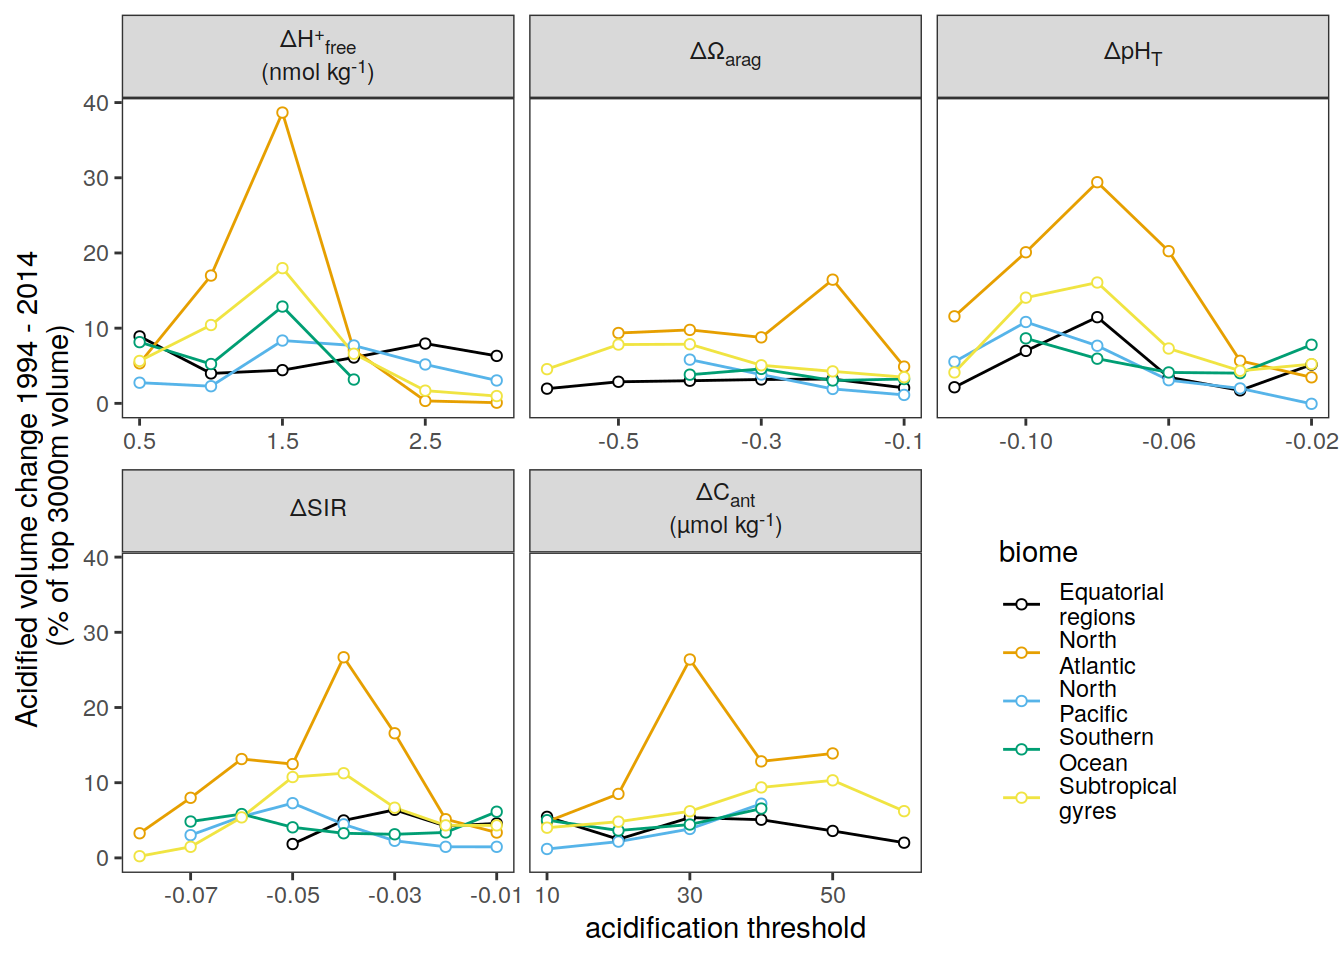 ΔH⁺free
(nmol kg⁻¹)
ΔΩarag
ΔpHT
40
30
20
10
0
0.5 1.5 2.5
-0.5 -0.3 -0.1
-0.10 -0.06 -0.02
Acidified volume change 1994 - 2014
(% of top 3000m volume)
ΔSIR
ΔCant
(μmol kg⁻¹)
40
30
20
10
0
-0.07 -0.05 -0.03 -0.01
10 30 50
acidification threshold
biome
Equatorial
regions
North
Atlantic
North
Pacific
Southern
Ocean
Subtropical
gyres